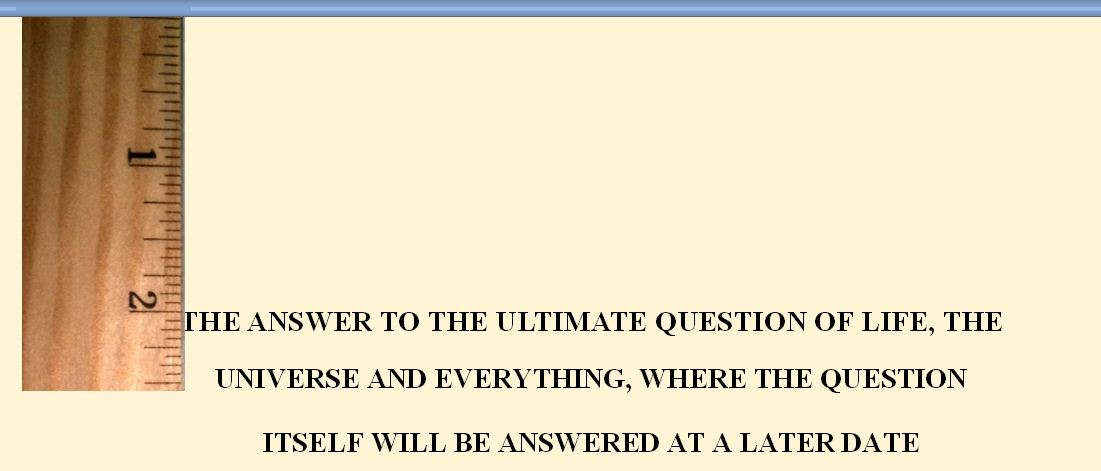 1
2
THE ANSWER TO THE ULTIMATE QUESTION OF LIFE, THE
UNIVERSE AND EVERYTHING, WHERE THE QUESTION
ITSELF WILL BE ANSWERED AT A LATER DATE